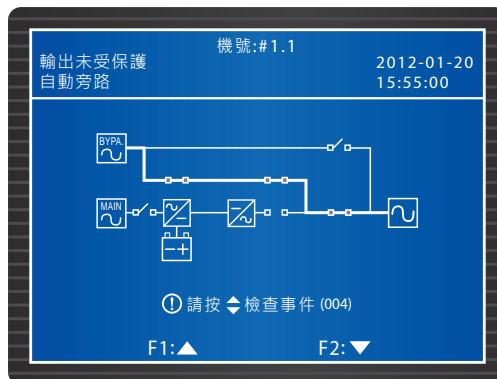 機號:#1.1
輸出未受保護
2012-01-20
自動旁路
15:55:00
BYPA.
MAIN
請按檢查事件 (004)
F1:
F2: